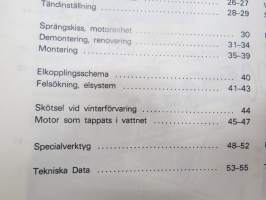 Tändinställning 26-27
28-29
Sprängskiss, motorenhet 30
Demontering, renovering 31-34
Montering 35-39
Elkopplingsschema 40
Felsökning, elsystem 41-43
Skötsel vid vinterförvaring 44
Motor som tappats i vattnet 45-47
Specialverktyg 48-52
Tekniska Data 53-55